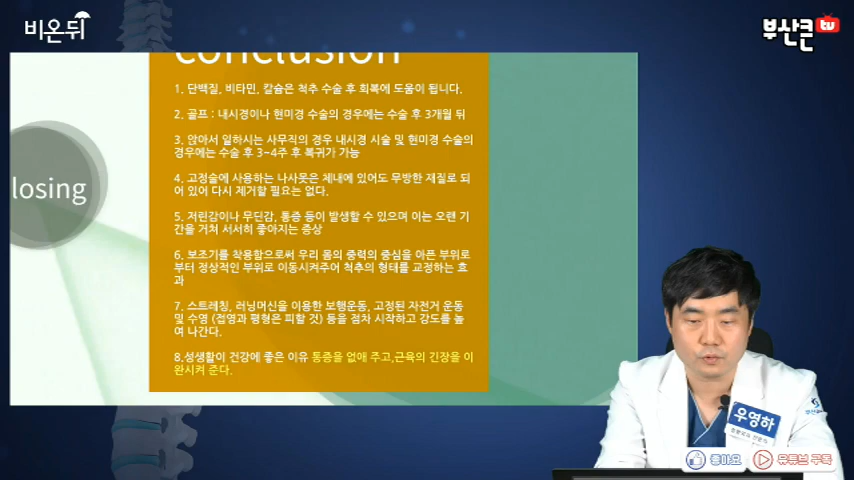 비온뒤
부산큰
tv
conclusion
1. 단백질, 비타민, 칼슘은 척추 수술 후 회복에 도움이 됩니다.
2. 골프 : 내시경이나 현미경 수술의 경우에는 수술 후 3개월 뒤
losing
3. 앉아서 일하시는 사무직의 경우 내시경 시술 및 현미경 수술의
경우에는 수술 후 3~4주 후 복귀가 가능
4. 고정술에 사용하는 나사못은 체내에 있어도 무방한 재질로 되
어 있어 다시 제거할 필요는 없다.
5. 저린감이나 무딘감, 통증 등이 발생할 수 있으며 이는 오랜 기
간을 거쳐 서서히 좋아지는 증상
6. 보조기를 착용함으로써 우리 몸의 중력의 중심을 아픈 부위로
부터 정상적인 부위로 이동시켜주어 척추의 형태를 교정하는 효
과
7. 스트레칭, 러닝머신을 이용한 보행운동, 고정된 자전거 운동
및 수영 (접영과 평형은 피할 것) 등을 점차 시작하고 강도를 높
여 나간다.
8.성생활이 건강에 좋은 이유 통증을 없애 주고,근육의 긴장을 이
완시켜 준다.
우영하
좋아요
유튜브 구독